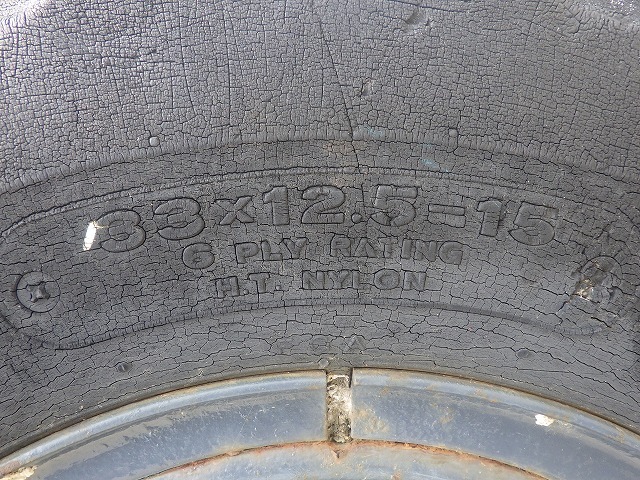 33x12.5-15
6 PLY RATING
H.T. NYLON